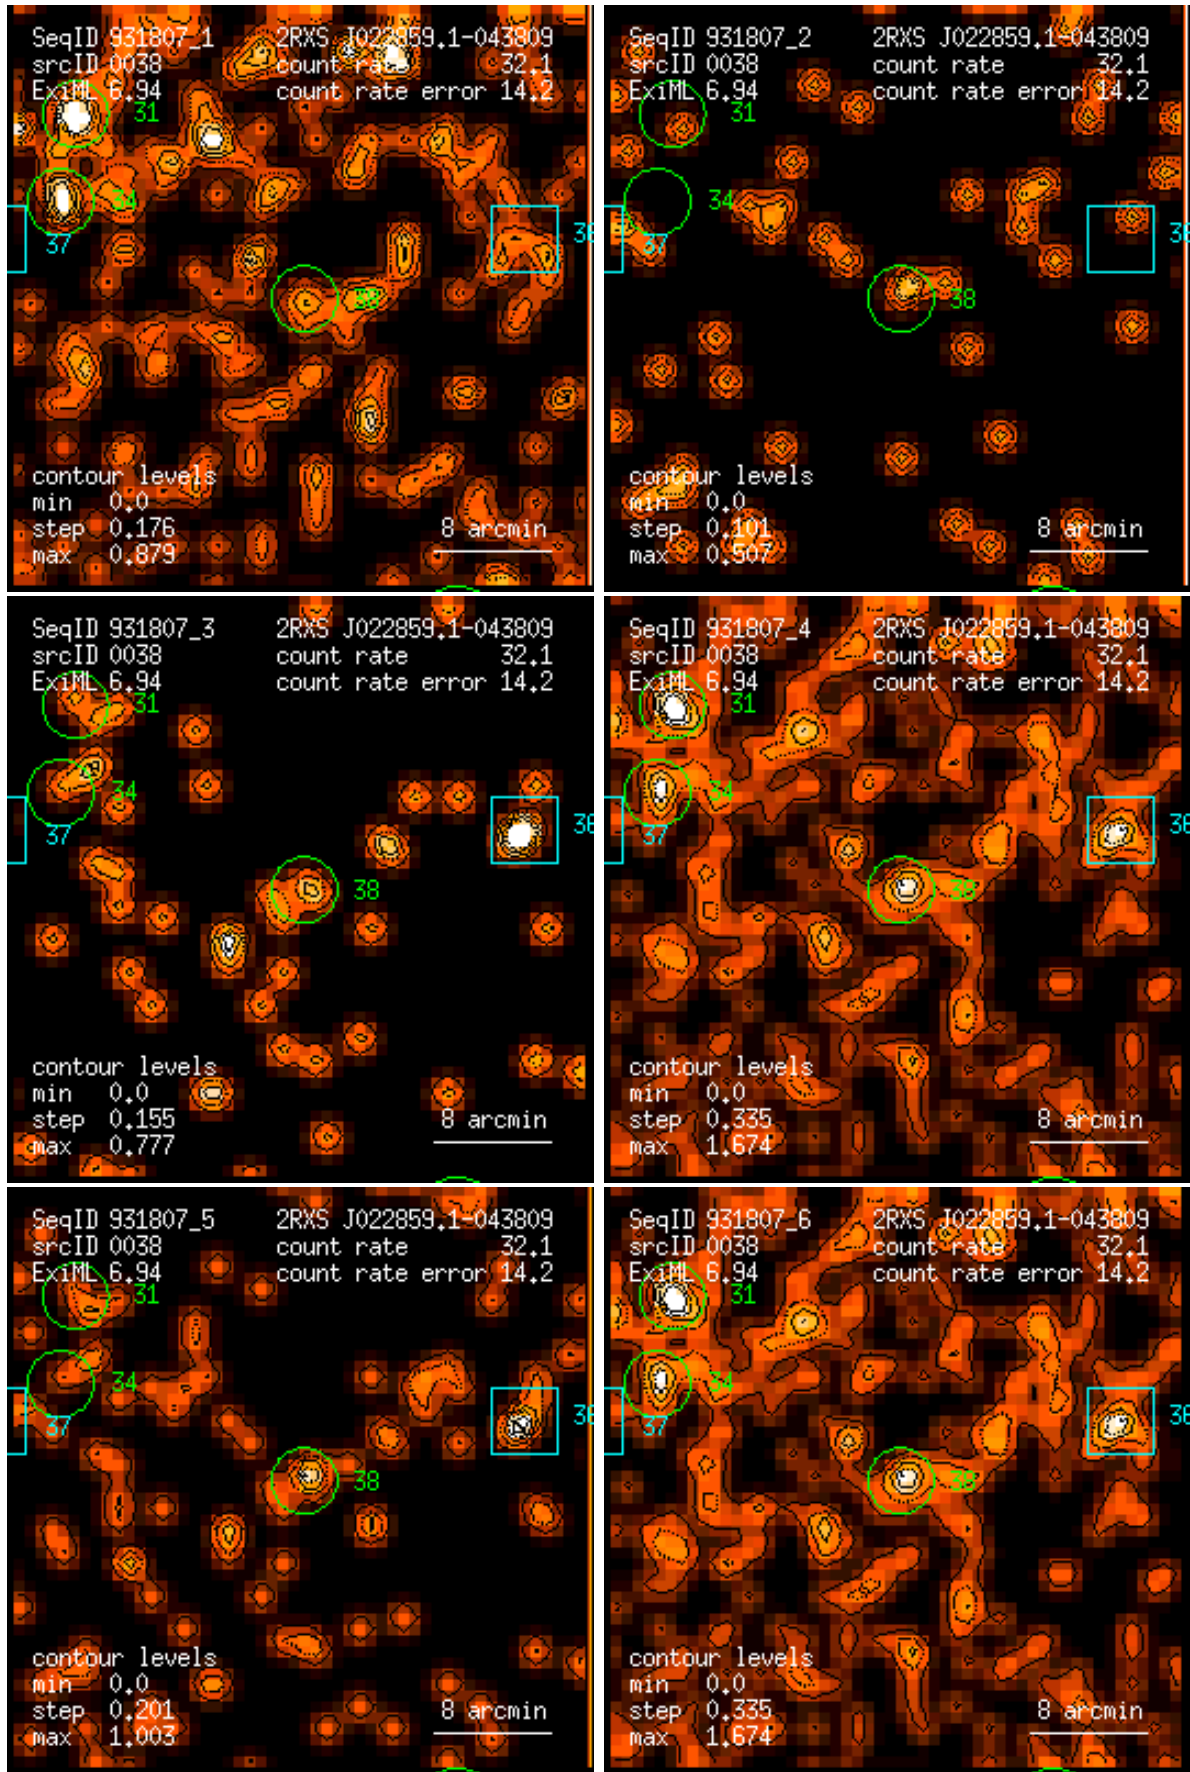 SeqID 931807_1 2RXS J022859.1-043809
srcID 0038 count rate 32.1
ExiML 6.94 count rate error 14.2
31
34
37
36
38
contour levels
min 0.0
step 0.176
max 0.879
8 arcmin
SeqID 931807_2 2RXS J022859.1-043809
srcID 0038 count rate 32.1
ExiML 6.94 count rate error 14.2
31
34
37
36
38
contour levels
min 0.0
step 0.101
max 0.507
8 arcmin
SeqID 931807_3 2RXS J022859.1-043809
srcID 0038 count rate 32.1
ExiML 6.94 count rate error 14.2
31
34
37
36
38
contour levels
min 0.0
step 0.155
max 0.777
8 arcmin
SeqID 931807_4 2RXS J022859.1-043809
srcID 0038 count rate 32.1
ExiML 6.94 count rate error 14.2
31
34
37
36
38
contour levels
min 0.0
step 0.335
max 1.674
8 arcmin
SeqID 931807_5 2RXS J022859.1-043809
srcID 0038 count rate 32.1
ExiML 6.94 count rate error 14.2
31
34
37
36
38
contour levels
min 0.0
step 0.201
max 1.003
8 arcmin
SeqID 931807_6 2RXS J022859.1-043809
srcID 0038 count rate 32.1
ExiML 6.94 count rate error 14.2
31
34
37
36
38
contour levels
min 0.0
step 0.335
max 1.674
8 arcmin